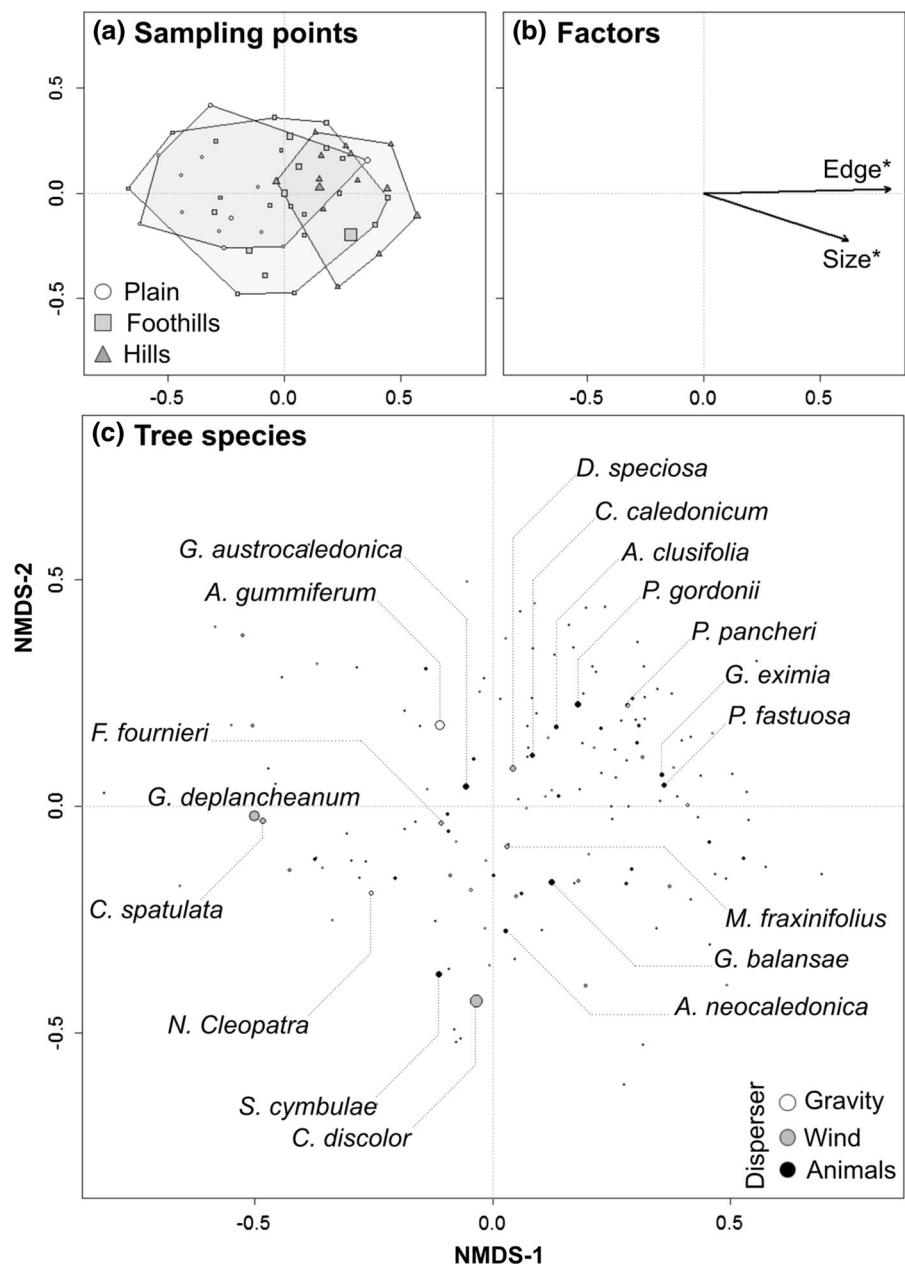 (a) Sampling points
(b) Factors
0.5
0.0
-0.5
Plain
Foothills
Hills
Edge*
Size*
-0.5
0.0
0.5
-0.5
0.0
0.5
(c) Tree species
D. speciosa
C. caledonicum
G. austrocaledonica
A. clusifolia
A. gummiferum
P. gordonii
P. pancheri
G. eximia
F. fournieri
P. fastuosa
G. deplancheanum
C. spatulata
M. fraxinifolius
G. balansae
N. Cleopatra
A. neocaledonica
S. cymbulae
C. discolor
Disperser
Gravity
Wind
Animals
NMDS-2
0.5
0.0
-0.5
-0.5
0.0
0.5
NMDS-1